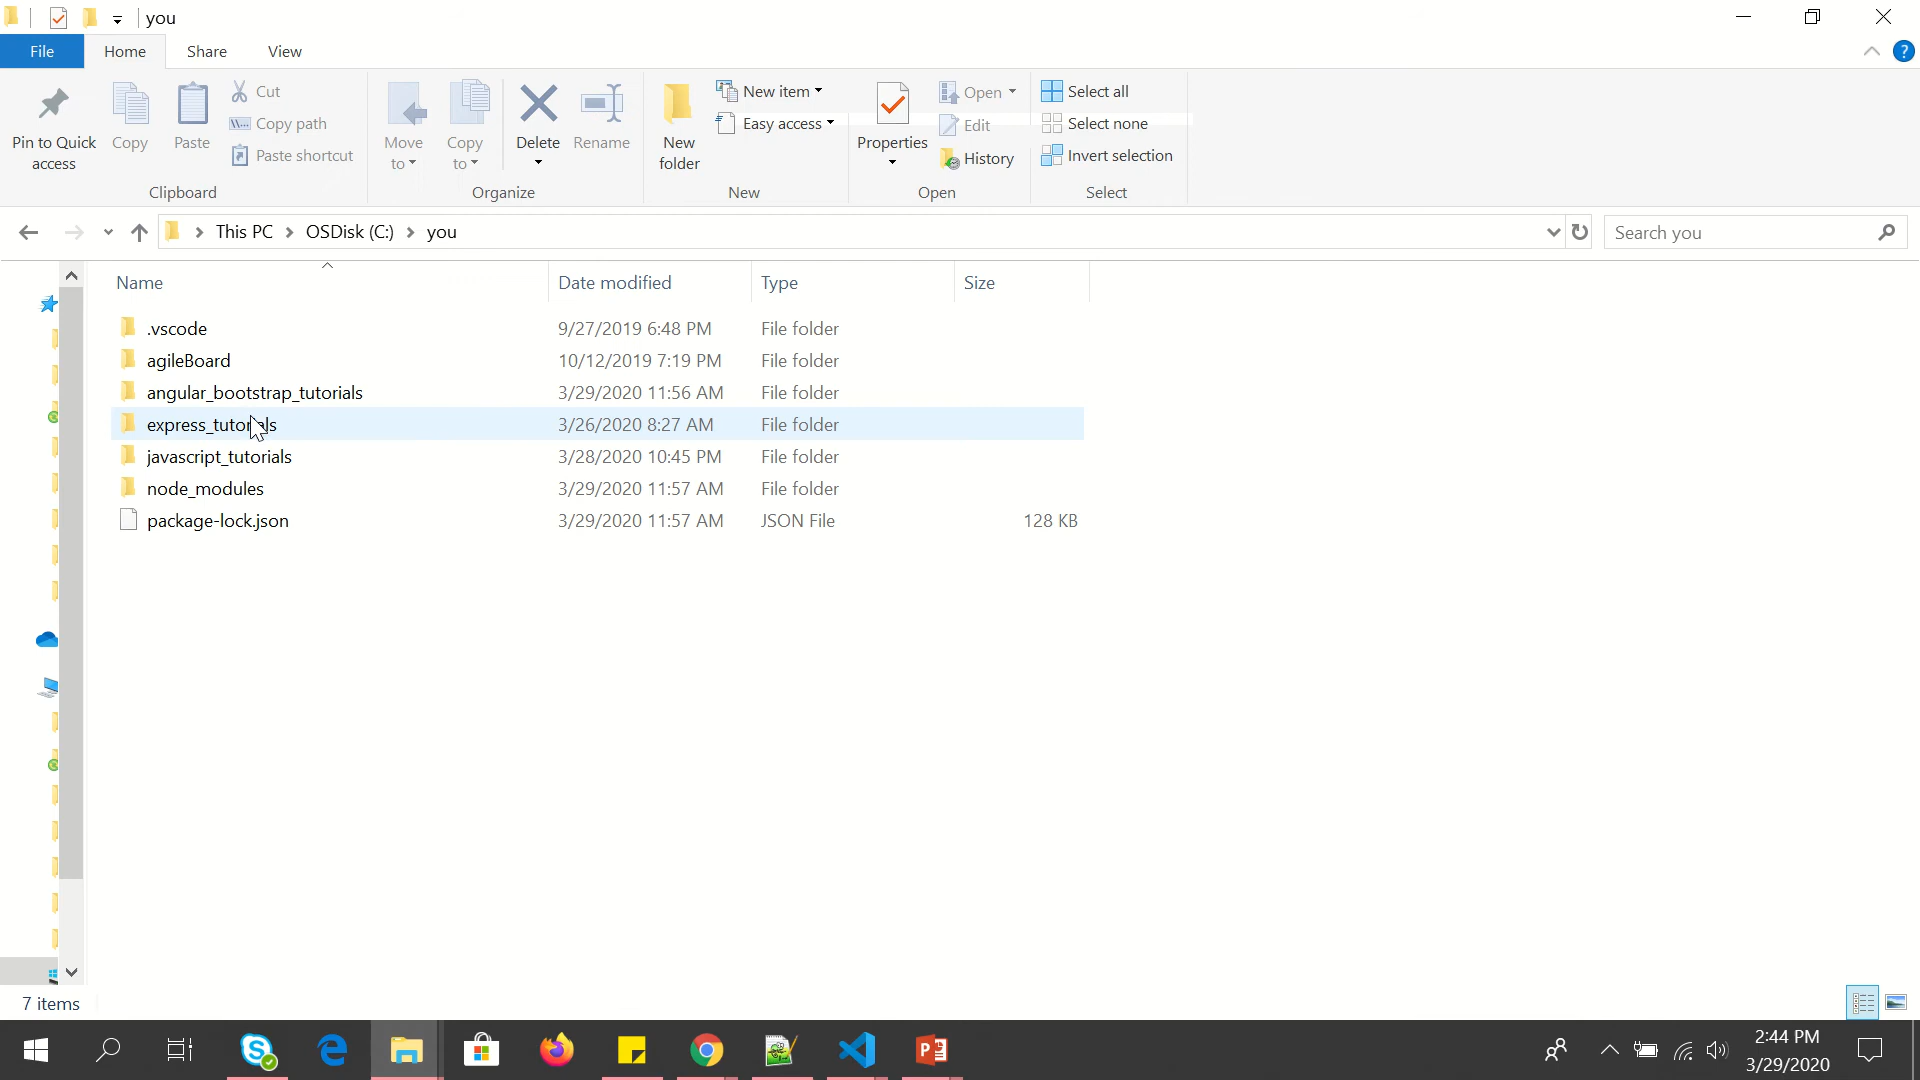 you
File Home Share View
Pin to Quick access
Copy
Paste
Cut
Copy path
Paste shortcut
Clipboard
Move to
Copy to
Delete
Rename
Organize
New folder
New item
Easy access
New
Properties
Open
Edit
History
Open
Select all
Select none
Invert selection
Select
This PC OSDisk (C:) you
Search you
Name Date modified Type Size
.vscode 9/27/2019 6:48 PM File folder
agileBoard 10/12/2019 7:19 PM File folder
angular_bootstrap_tutorials 3/29/2020 11:56 AM File folder
express_tutorials 3/26/2020 8:27 AM File folder
javascript_tutorials 3/28/2020 10:45 PM File folder
node_modules 3/29/2020 11:57 AM File folder
package-lock.json 3/29/2020 11:57 AM JSON File 128 KB
7 items
2:44 PM
3/29/2020